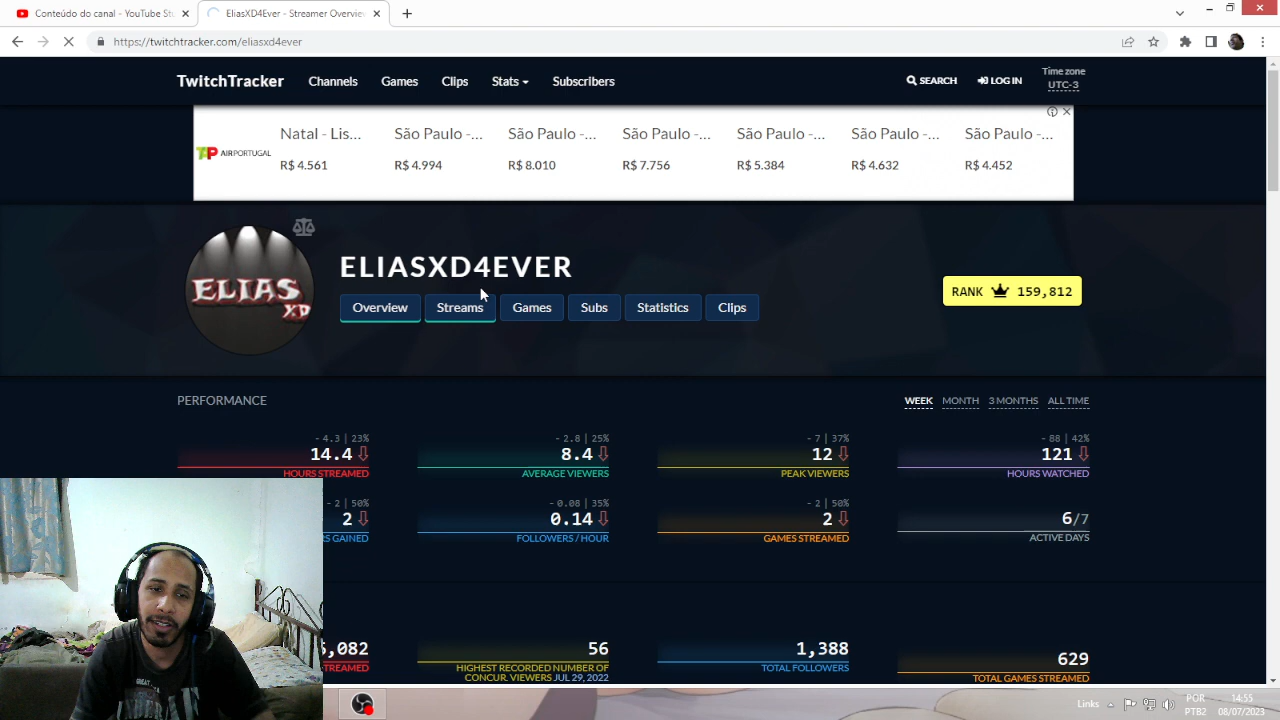 Conteúdo do canal - YouTube St
EliasXD4Ever - Streamer Overvie
https://twitchtracker.com/eliasxd4ever
TwitchTracker
Channels
Games
Clips
Stats
Subscribers
SEARCH
LOG IN
Time zone
UTC-3
TP AIRPORTUGAL
Natal - Lis...
R$ 4.561
São Paulo -...
R$ 4.994
São Paulo -...
R$ 8.010
São Paulo -...
R$ 7.756
São Paulo -...
R$ 5.384
São Paulo -...
R$ 4.632
São Paulo -...
R$ 4.452
ELIAS
XD
ELIASXD4EVER
Overview
Streams
Games
Subs
Statistics
Clips
RANK 159,812
PERFORMANCE
WEEK
MONTH
3 MONTHS
ALL TIME
- 4.3 | 23%
14.4
HOURS STREAMED
- 2.8 | 25%
8.4
AVERAGE VIEWERS
- 7 | 37%
12
PEAK VIEWERS
- 88 | 42%
121
HOURS WATCHED
- 2 | 50%
2
GAINED
- 0.08 | 35%
0.14
FOLLOWERS / HOUR
- 2 | 50%
2
GAMES STREAMED
6/7
ACTIVE DAYS
,082
56
HIGHEST RECORDED NUMBER OF
CONCUR. VIEWERS JUL 29, 2022
1,388
TOTAL FOLLOWERS
629
TOTAL GAMES STREAMED
Links
POR
PTB2
14:55
08/07/2023